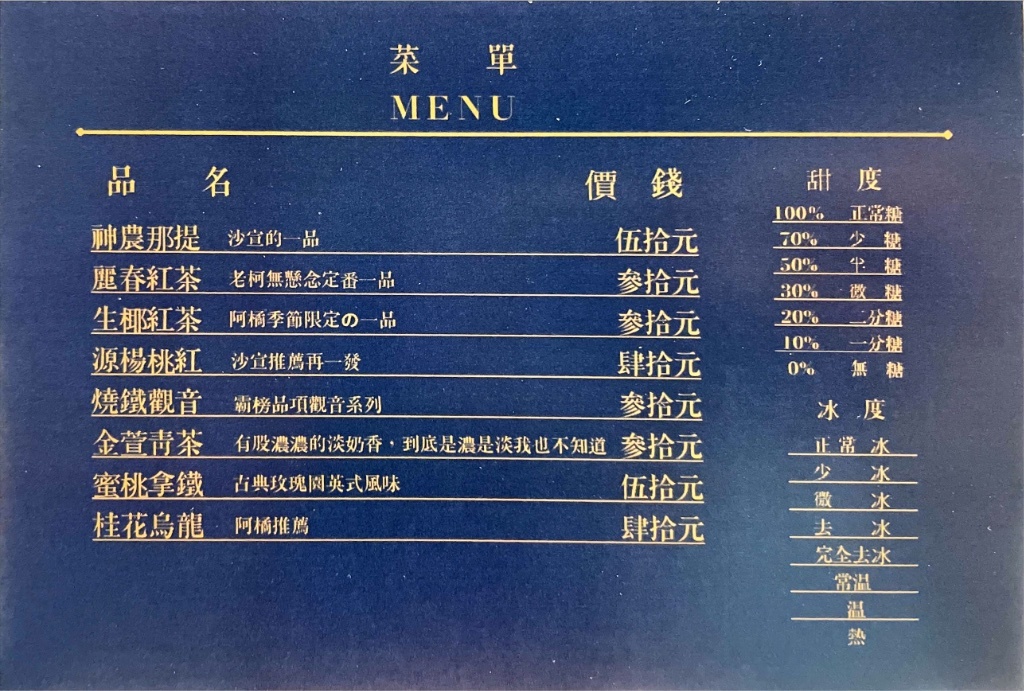 菜 單
MENU
品 名 價 錢
神農那提 沙宣的一品 伍拾元
麗春紅茶 老柯無懸念定番一品 參拾元
生椰紅茶 阿橘季節限定の一品 參拾元
源楊桃紅 沙宣推薦再一發 肆拾元
燒鐵觀音 霸榜品項觀音系列 參拾元
金萱青茶 有股濃濃的淡奶香，到底是濃是淡我也不知道 參拾元
蜜桃拿鐵 古典玫瑰園英式風味 伍拾元
桂花烏龍 阿橘推薦 肆拾元
甜 度
100% 正常糖
70% 少 糖
50% 半 糖
30% 微 糖
20% 二分糖
10% 一分糖
0% 無 糖
冰 度
正 常 冰
少 冰
微 冰
去 冰
完全去冰
常溫
溫
熱